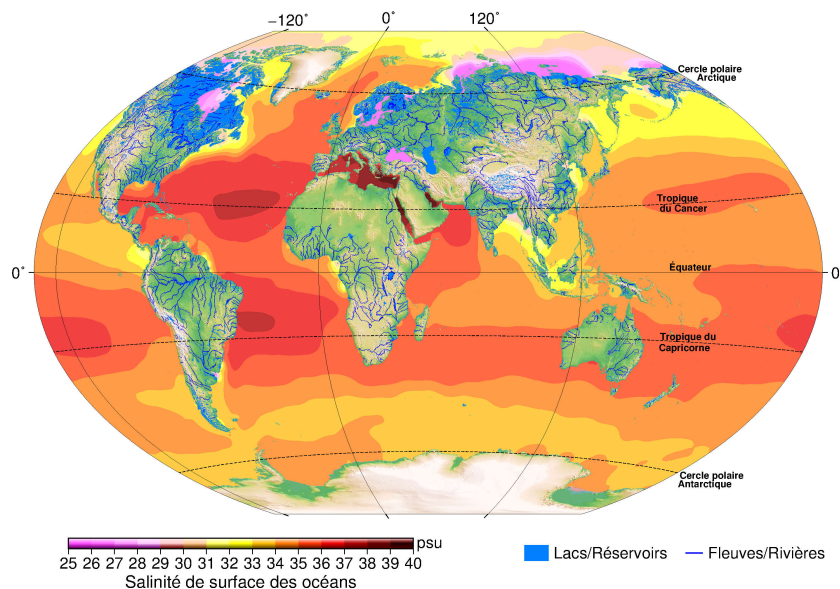 −120˚ 0˚ 120˚
Cercle polaire
Arctique
Tropique
du Cancer
0˚ Équateur 0
Tropique du
Capricorne
Cercle polaire
Antarctique
psu
25 26 27 28 29 30 31 32 33 34 35 36 37 38 39 40
Salinité de surface des océans
Lacs/Réservoirs Fleuves/Rivières